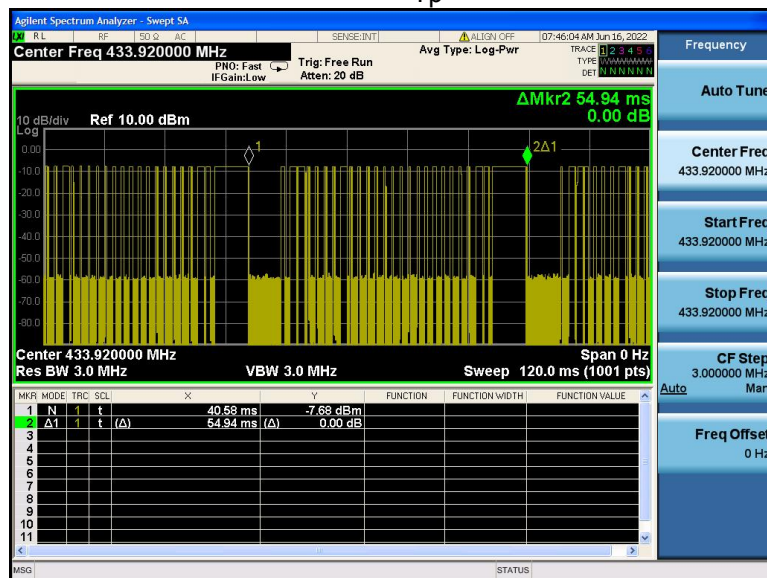 Agilent Spectrum Analyzer - Swept SA
LXI RL RF 50 Ω AC SENSE:INT ALIGN OFF 07:46:04 AM Jun 16, 2022
Center Freq 433.920000 MHz
PNO: Fast
IFGain:Low
Trig: Free Run
Atten: 20 dB
Avg Type: Log-Pwr
TRACE 1 2 3 4 5 6
TYPE
DET N N N N N N
ΔMkr2 54.94 ms
0.00 dB
10 dB/div Ref 10.00 dBm
Log
0.00
-10.0
-20.0
-30.0
-40.0
-50.0
-60.0
-70.0
-80.0
1
2Δ1
Center 433.920000 MHz Span 0 Hz
Res BW 3.0 MHz VBW 3.0 MHz Sweep 120.0 ms (1001 pts)
MKR MODE TRC SCL X Y FUNCTION FUNCTION WIDTH FUNCTION VALUE
1 N 1 t 40.58 ms -7.68 dBm
2 Δ1 1 t (Δ) 54.94 ms (Δ) 0.00 dB
3
4
5
6
7
8
9
10
11
MSG STATUS
Frequency
Auto Tune
Center Freq
433.920000 MHz
Start Freq
433.920000 MHz
Stop Freq
433.920000 MHz
CF Step
3.000000 MHz
Auto Man
Freq Offset
0 Hz